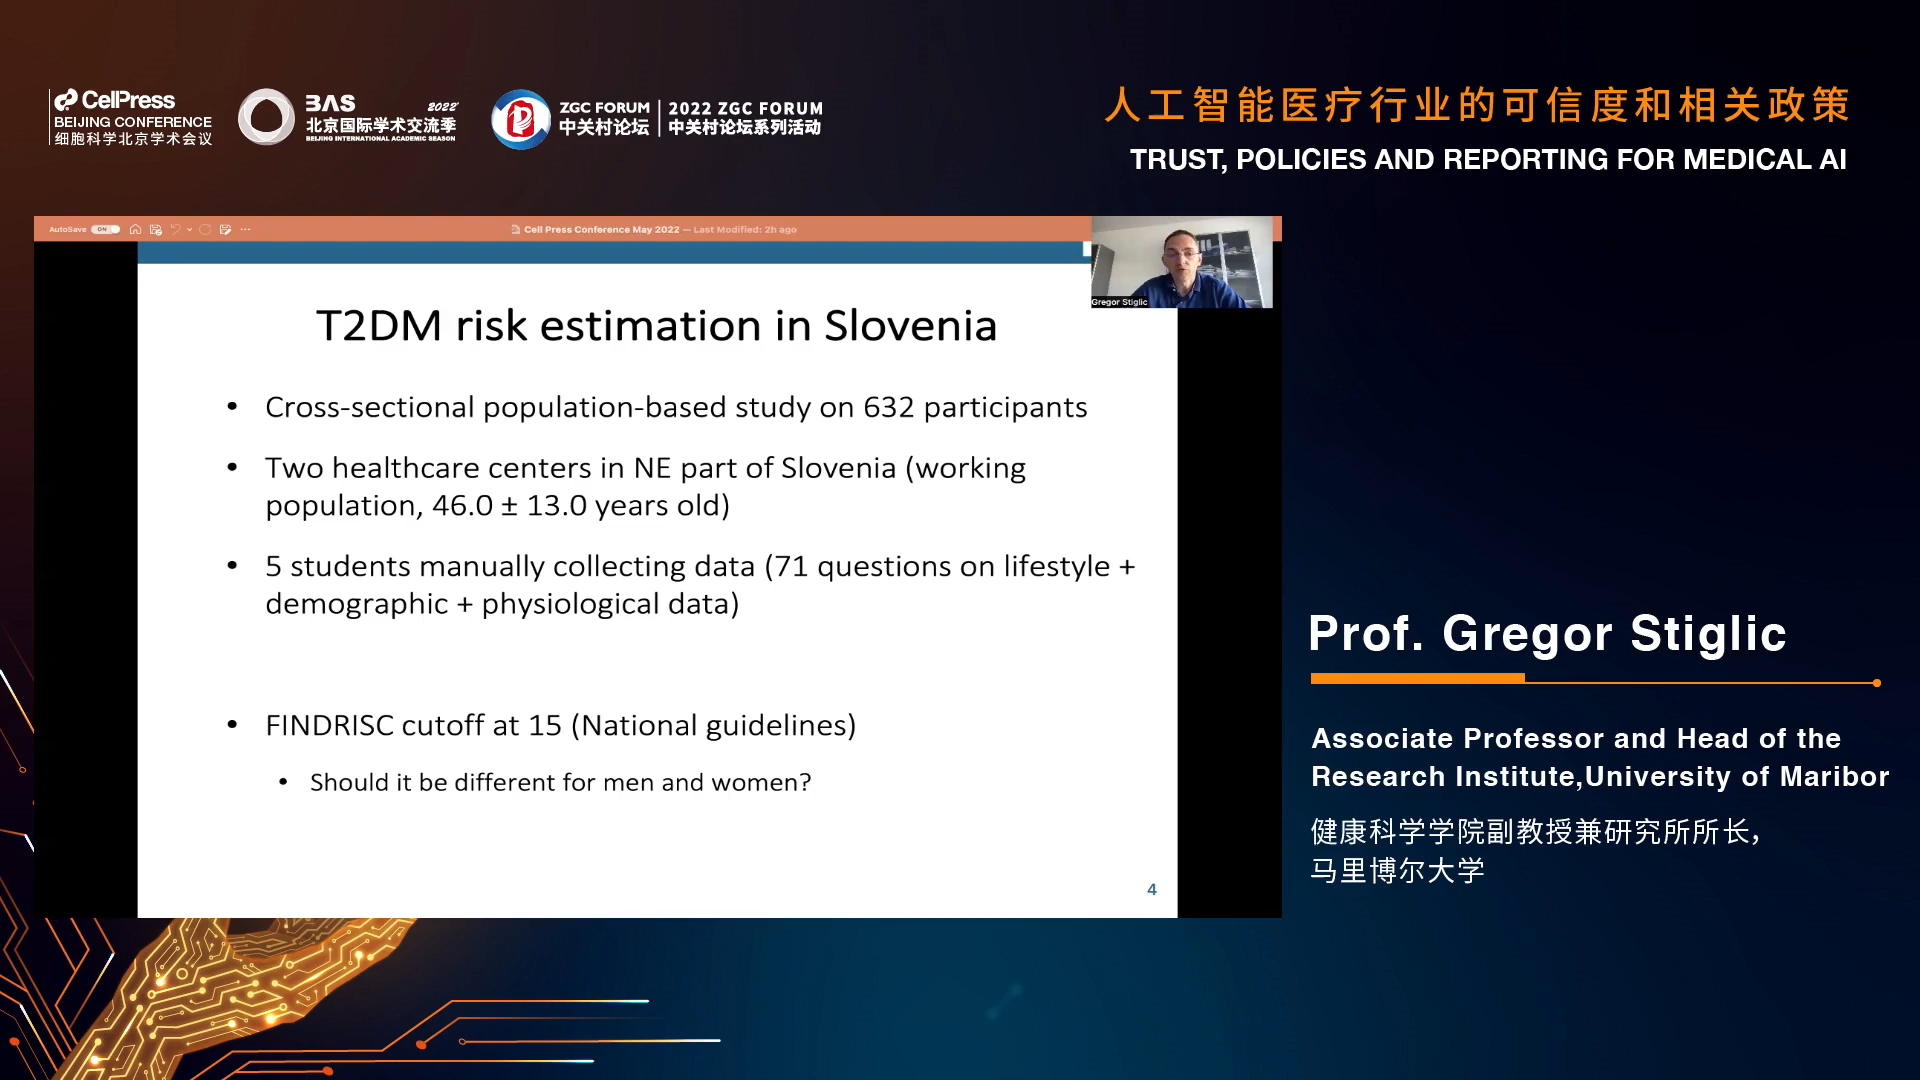 CellPress
BEIJING CONFERENCE
细胞科学北京学术会议
BAS 2022
北京国际学术交流季
BEIJING INTERNATIONAL ACADEMIC SEASON
ZGC FORUM
中关村论坛
2022 ZGC FORUM
中关村论坛系列活动
人工智能医疗行业的可信度和相关政策
TRUST, POLICIES AND REPORTING FOR MEDICAL AI
AutoSave ON
Cell Press Conference May 2022 — Last Modified: 2h ago
Gregor Stiglic
T2DM risk estimation in Slovenia
• Cross-sectional population-based study on 632 participants
• Two healthcare centers in NE part of Slovenia (working
population, 46.0 ± 13.0 years old)
• 5 students manually collecting data (71 questions on lifestyle +
demographic + physiological data)
• FINDRISC cutoff at 15 (National guidelines)
• Should it be different for men and women?
4
Prof. Gregor Stiglic
Associate Professor and Head of the
Research Institute,University of Maribor
健康科学学院副教授兼研究所所长，
马里博尔大学